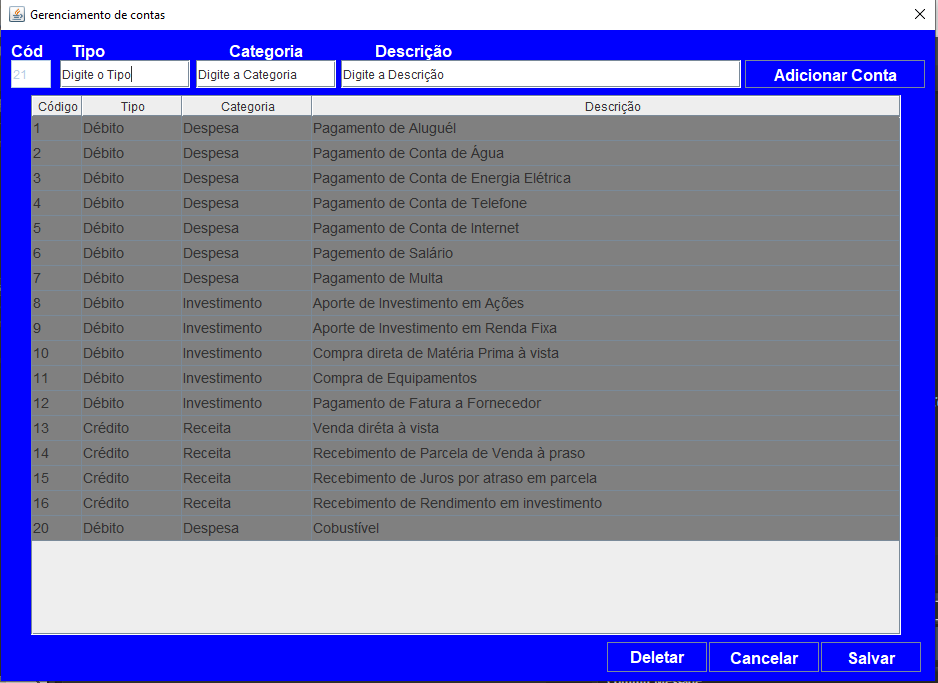 Gerenciamento de contas
Cód Tipo Categoria Descrição
21 Digite o Tipo Digite a Categoria Digite a Descrição Adicionar Conta
Código Tipo Categoria Descrição
1 Débito Despesa Pagamento de Aluguél
2 Débito Despesa Pagamento de Conta de Água
3 Débito Despesa Pagamento de Conta de Energia Elétrica
4 Débito Despesa Pagamento de Conta de Telefone
5 Débito Despesa Pagamento de Conta de Internet
6 Débito Despesa Pagemento de Salário
7 Débito Despesa Pagamento de Multa
8 Débito Investimento Aporte de Investimento em Ações
9 Débito Investimento Aporte de Investimento em Renda Fixa
10 Débito Investimento Compra direta de Matéria Prima à vista
11 Débito Investimento Compra de Equipamentos
12 Débito Investimento Pagamento de Fatura a Fornecedor
13 Crédito Receita Venda diréta à vista
14 Crédito Receita Recebimento de Parcela de Venda à praso
15 Crédito Receita Recebimento de Juros por atraso em parcela
16 Crédito Receita Recebimento de Rendimento em investimento
20 Débito Despesa Cobustível
Deletar Cancelar Salvar